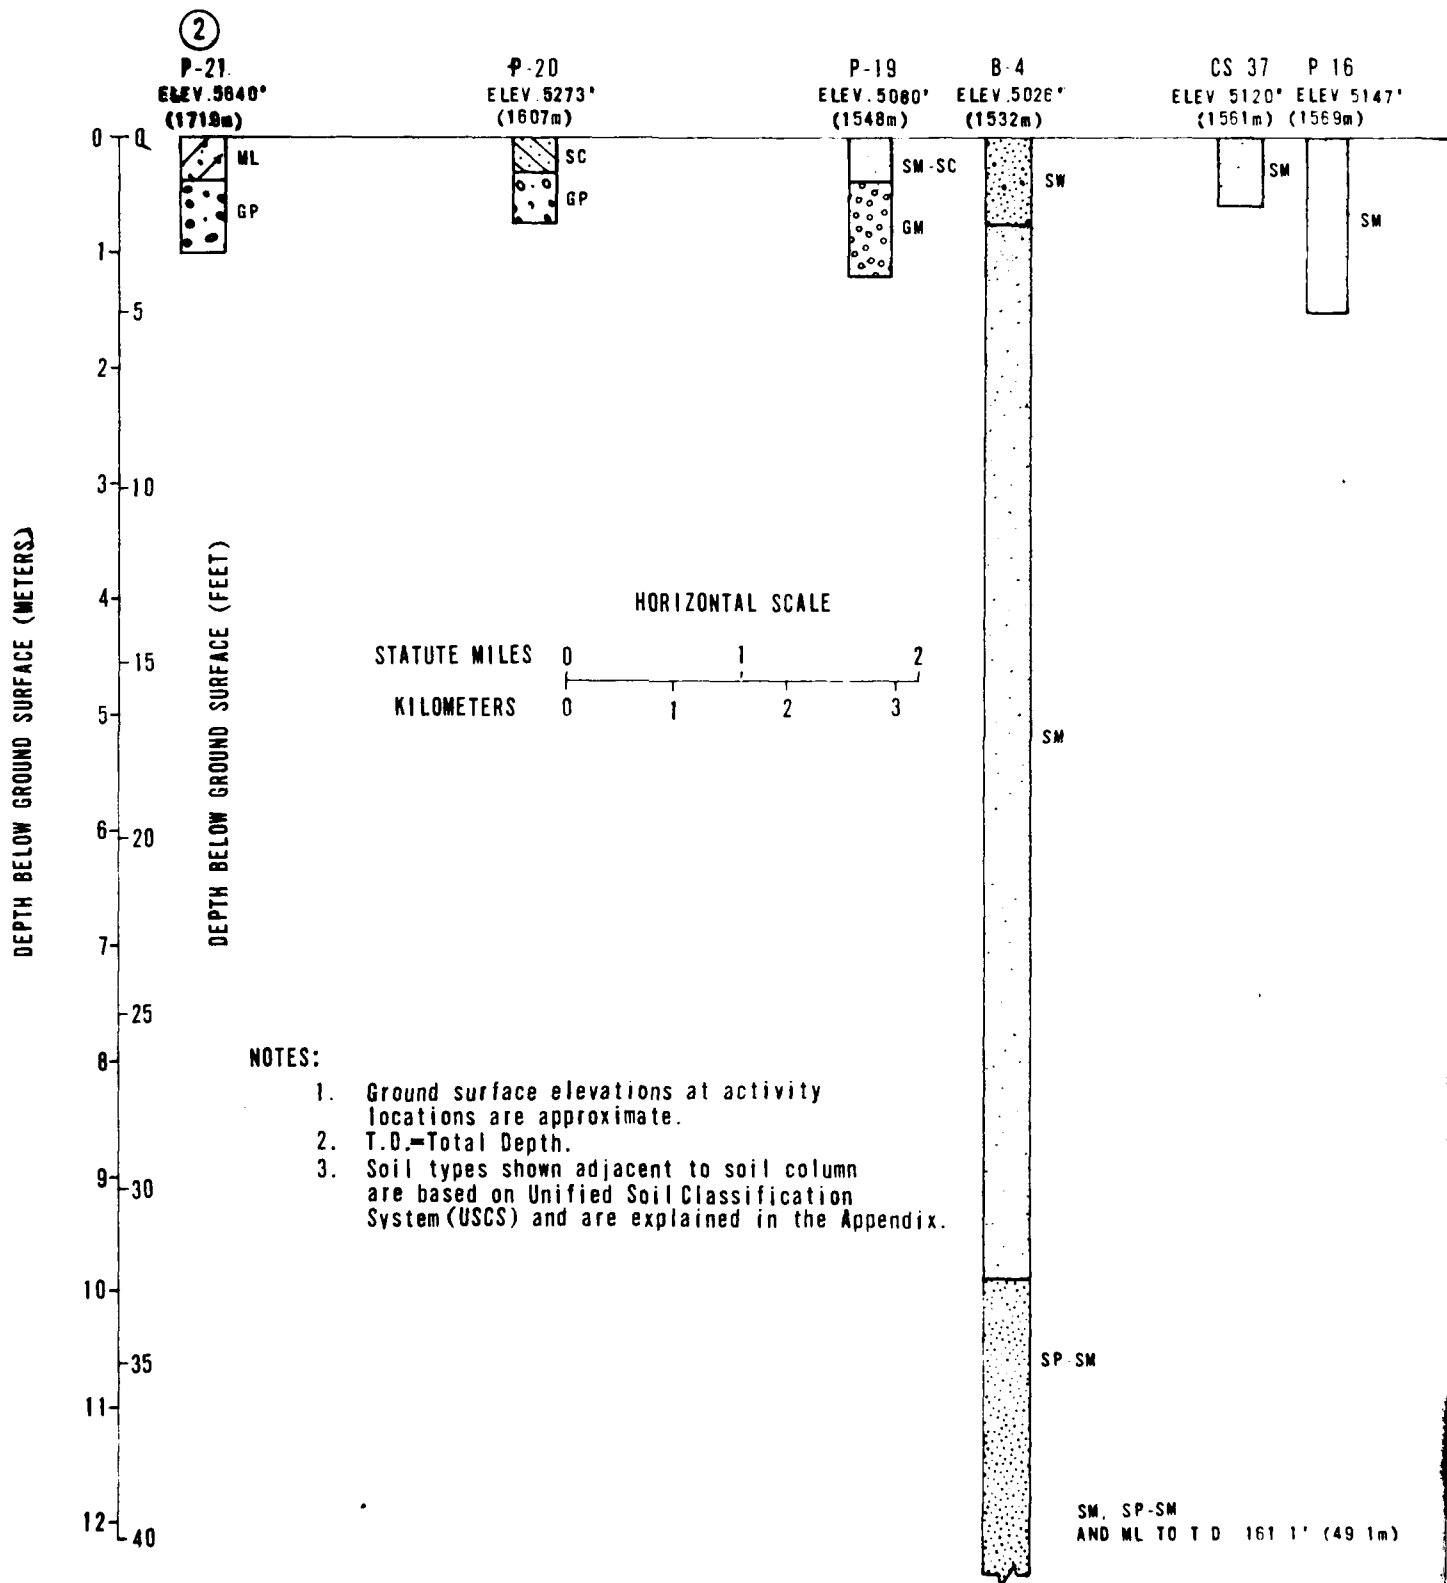 2
P-21 P-20 P-19 B-4 CS 37 P 16
ELEV.5640' ELEV.5273' ELEV.5080' ELEV.5026' ELEV 5120' ELEV 5147'
(1719m) (1607m) (1548m) (1532m) (1561m) (1569m)
0 0
ML SC SM-SC SW SM SM
GP GP GM
1
5
2
3 10
4
HORIZONTAL SCALE
STATUTE MILES 0 1 2
15
KILOMETERS 0 1 2 3
5
SM
6 20
DEPTH BELOW GROUND SURFACE (METERS)
DEPTH BELOW GROUND SURFACE (FEET)
7
25
8
NOTES:
1. Ground surface elevations at activity
locations are approximate.
2. T.D.=Total Depth.
3. Soil types shown adjacent to soil column
are based on Unified Soil Classification
System (USCS) and are explained in the Appendix.
9 30
10
35
SP-SM
11
12 40
SM, SP-SM
AND ML TO T D 161 1' (49 1m)